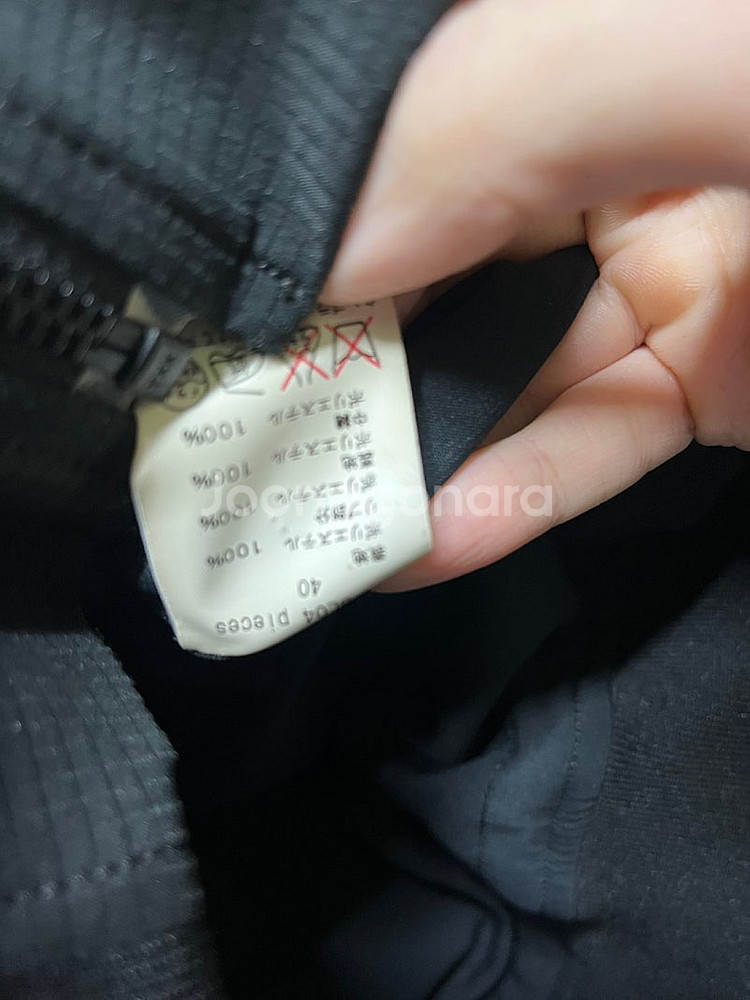 pieces
40
表地
ポリエステル 100%
リブ部分
ポリエステル 100%
裏地
ポリエステル 100%
中綿
ポリエステル 100%
Joongonara